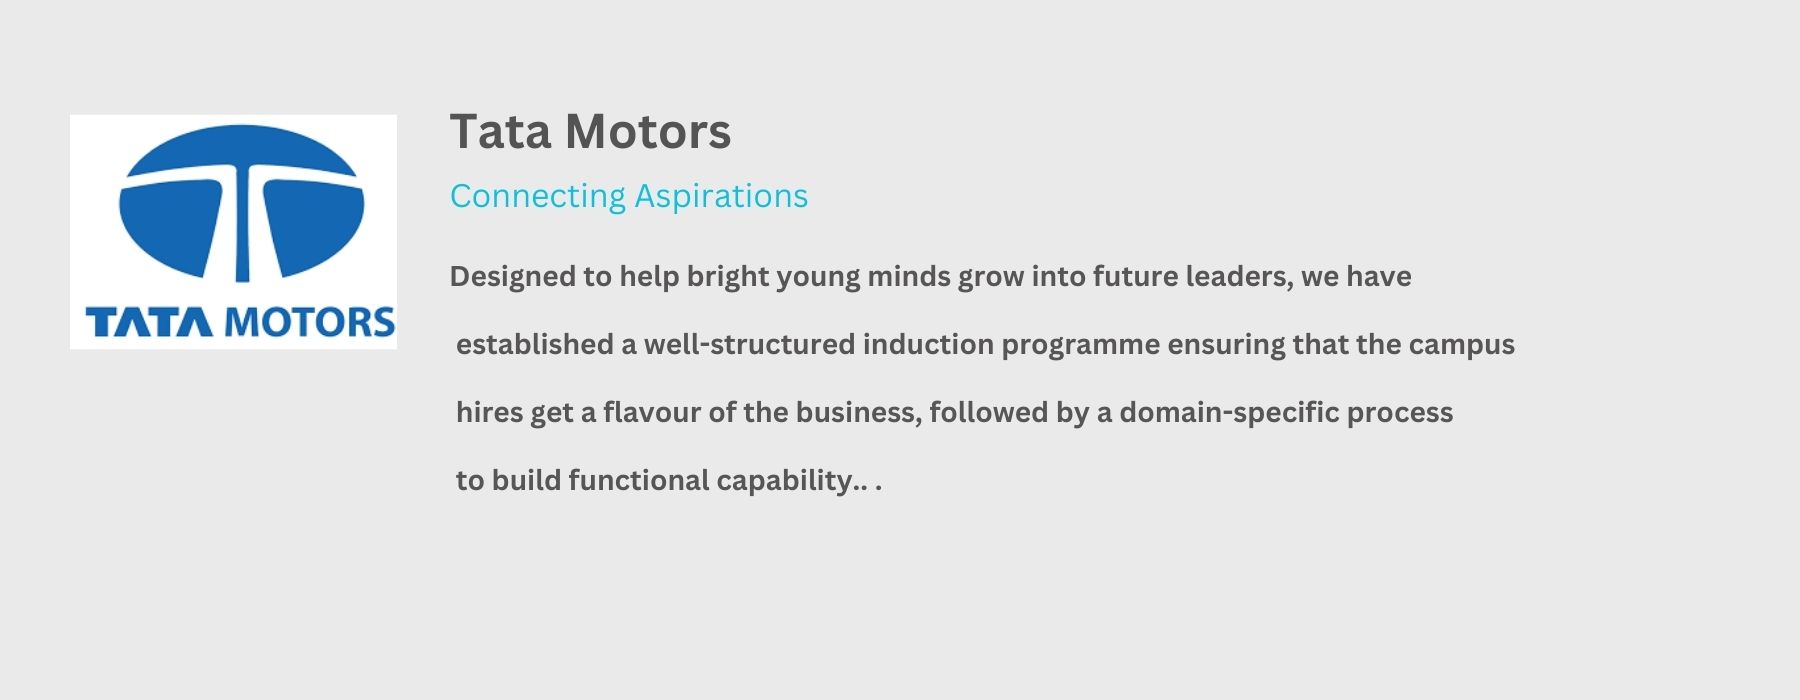 TATA MOTORS
Tata Motors
Connecting Aspirations
Designed to help bright young minds grow into future leaders, we have
established a well-structured induction programme ensuring that the campus
hires get a flavour of the business, followed by a domain-specific process
to build functional capability.. .